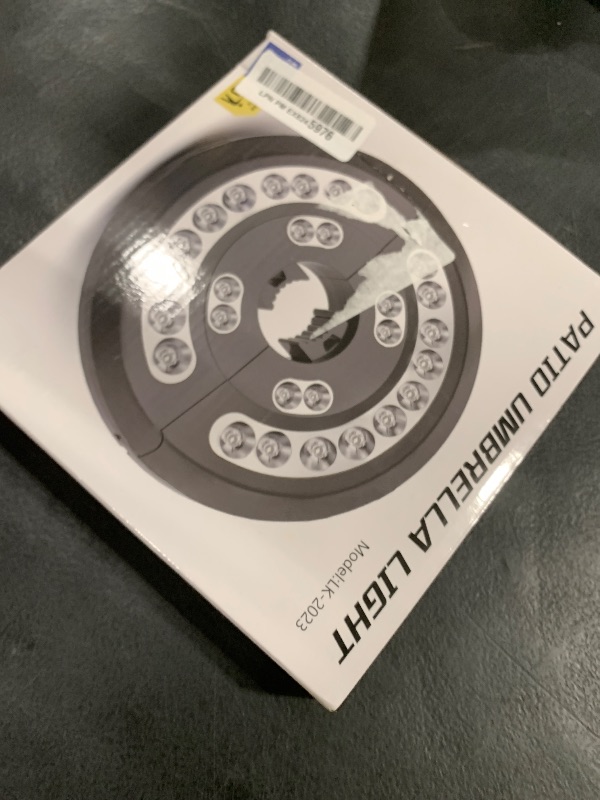 PATIO UMBRELLA LIGHT
Model:LK-2023
5976